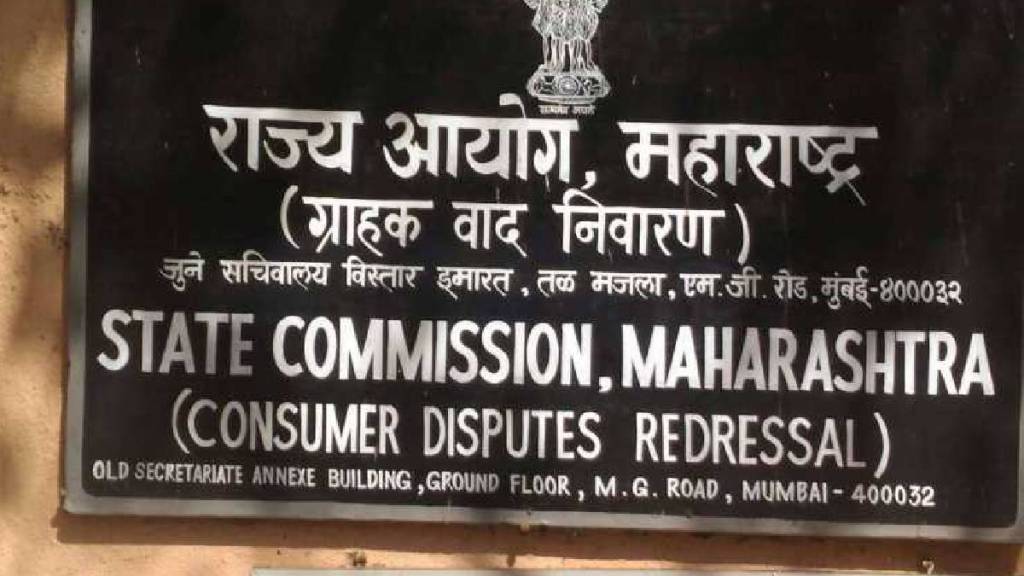 राज्य आयोग, महाराष्ट्र
(ग्राहक वाद निवारण)
जुने सचिवालय विस्तार इमारत, तळ मजला, एम.जी. रोड, मुंबई-४०००३२
STATE COMMISSION, MAHARASHTRA
(CONSUMER DISPUTES REDRESSAL)
OLD SECRETARIATE ANNEXE BUILDING, GROUND FLOOR, M.G. ROAD, MUMBAI - 400032